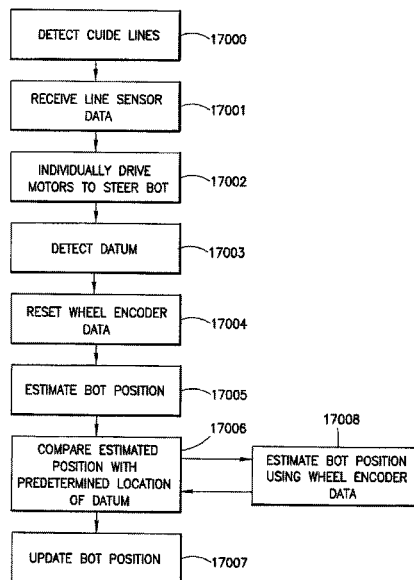 DETECT CUIDE LINES
17000
RECEIVE LINE SENSOR
DATA
17001
INDIVIDUALLY DRIVE
MOTORS TO STEER BOT
17002
DETECT DATUM
17003
RESET WHEEL ENCODER
DATA
17004
ESTIMATE BOT POSITION
17005
17006
COMPARE ESTIMATED
POSITION WITH
PREDETERMINED LOCATION
OF DATUM
17008
ESTIMATE BOT POSITION
USING WHEEL ENCODER
DATA
UPDATE BOT POSITION
17007